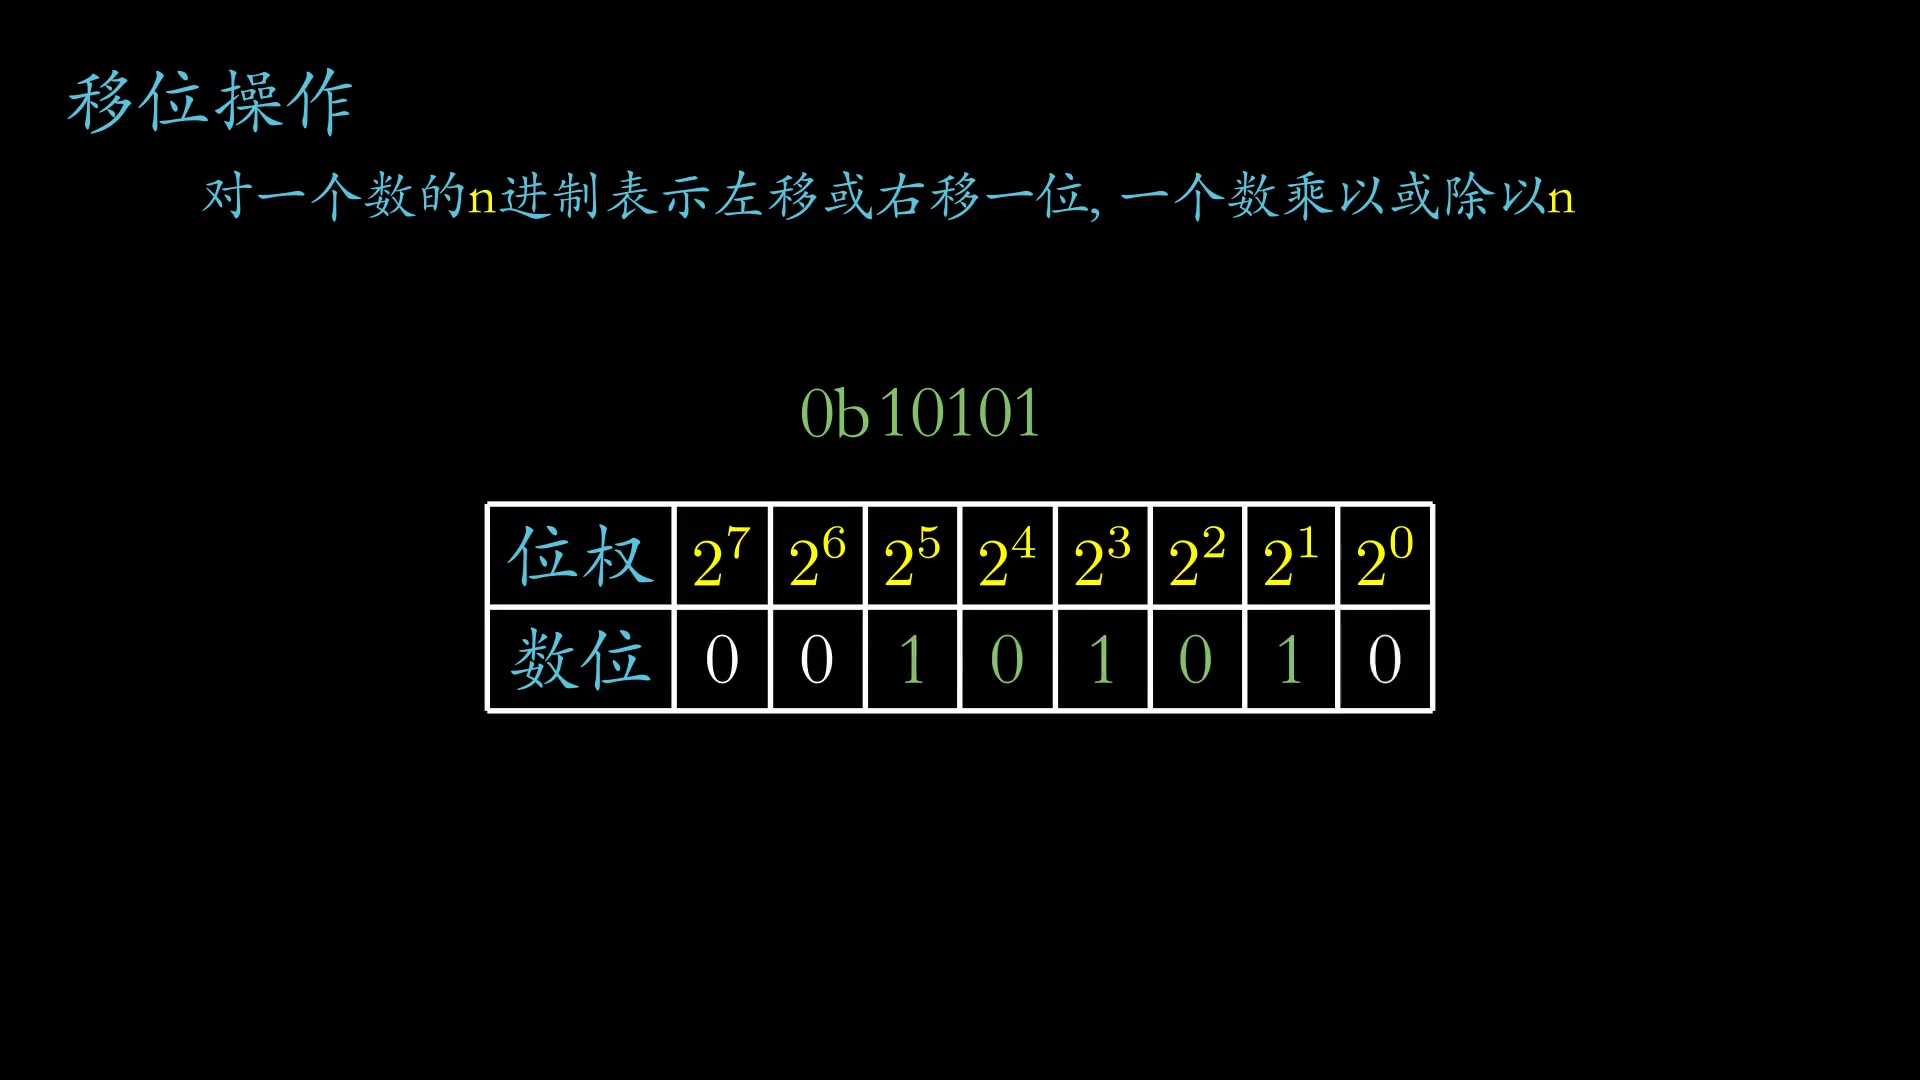 移位操作
对一个数的n进制表示左移或右移一位, 一个数乘以或除以n
0b10101
位权 2^7 2^6 2^5 2^4 2^3 2^2 2^1 2^0
数位 0 0 1 0 1 0 1 0